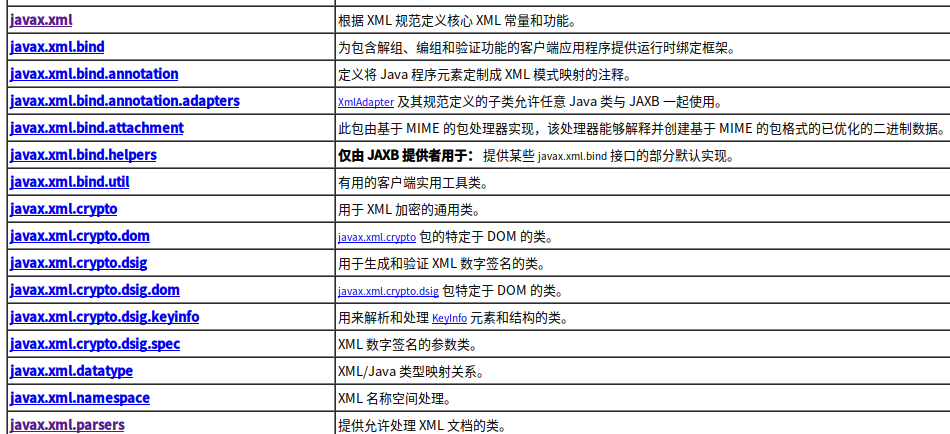 javax.xml 根据 XML 规范定义核心 XML 常量和功能。
javax.xml.bind 为包含解组、编组和验证功能的客户端应用程序提供运行时绑定框架。
javax.xml.bind.annotation 定义将 Java 程序元素定制成 XML 模式映射的注释。
javax.xml.bind.annotation.adapters XmlAdapter 及其规范定义的子类允许任意 Java 类与 JAXB 一起使用。
javax.xml.bind.attachment 此包由基于 MIME 的包处理器实现，该处理器能够解释并创建基于 MIME 的包格式的已优化的二进制数据。
javax.xml.bind.helpers 仅由 JAXB 提供者用于： 提供某些 javax.xml.bind 接口的部分默认实现。
javax.xml.bind.util 有用的客户端实用工具类。
javax.xml.crypto 用于 XML 加密的通用类。
javax.xml.crypto.dom javax.xml.crypto 包的特定于 DOM 的类。
javax.xml.crypto.dsig 用于生成和验证 XML 数字签名的类。
javax.xml.crypto.dsig.dom javax.xml.crypto.dsig 包特定于 DOM 的类。
javax.xml.crypto.dsig.keyinfo 用来解析和处理 KeyInfo 元素和结构的类。
javax.xml.crypto.dsig.spec XML 数字签名的参数类。
javax.xml.datatype XML/Java 类型映射关系。
javax.xml.namespace XML 名称空间处理。
javax.xml.parsers 提供允许处理 XML 文档的类。